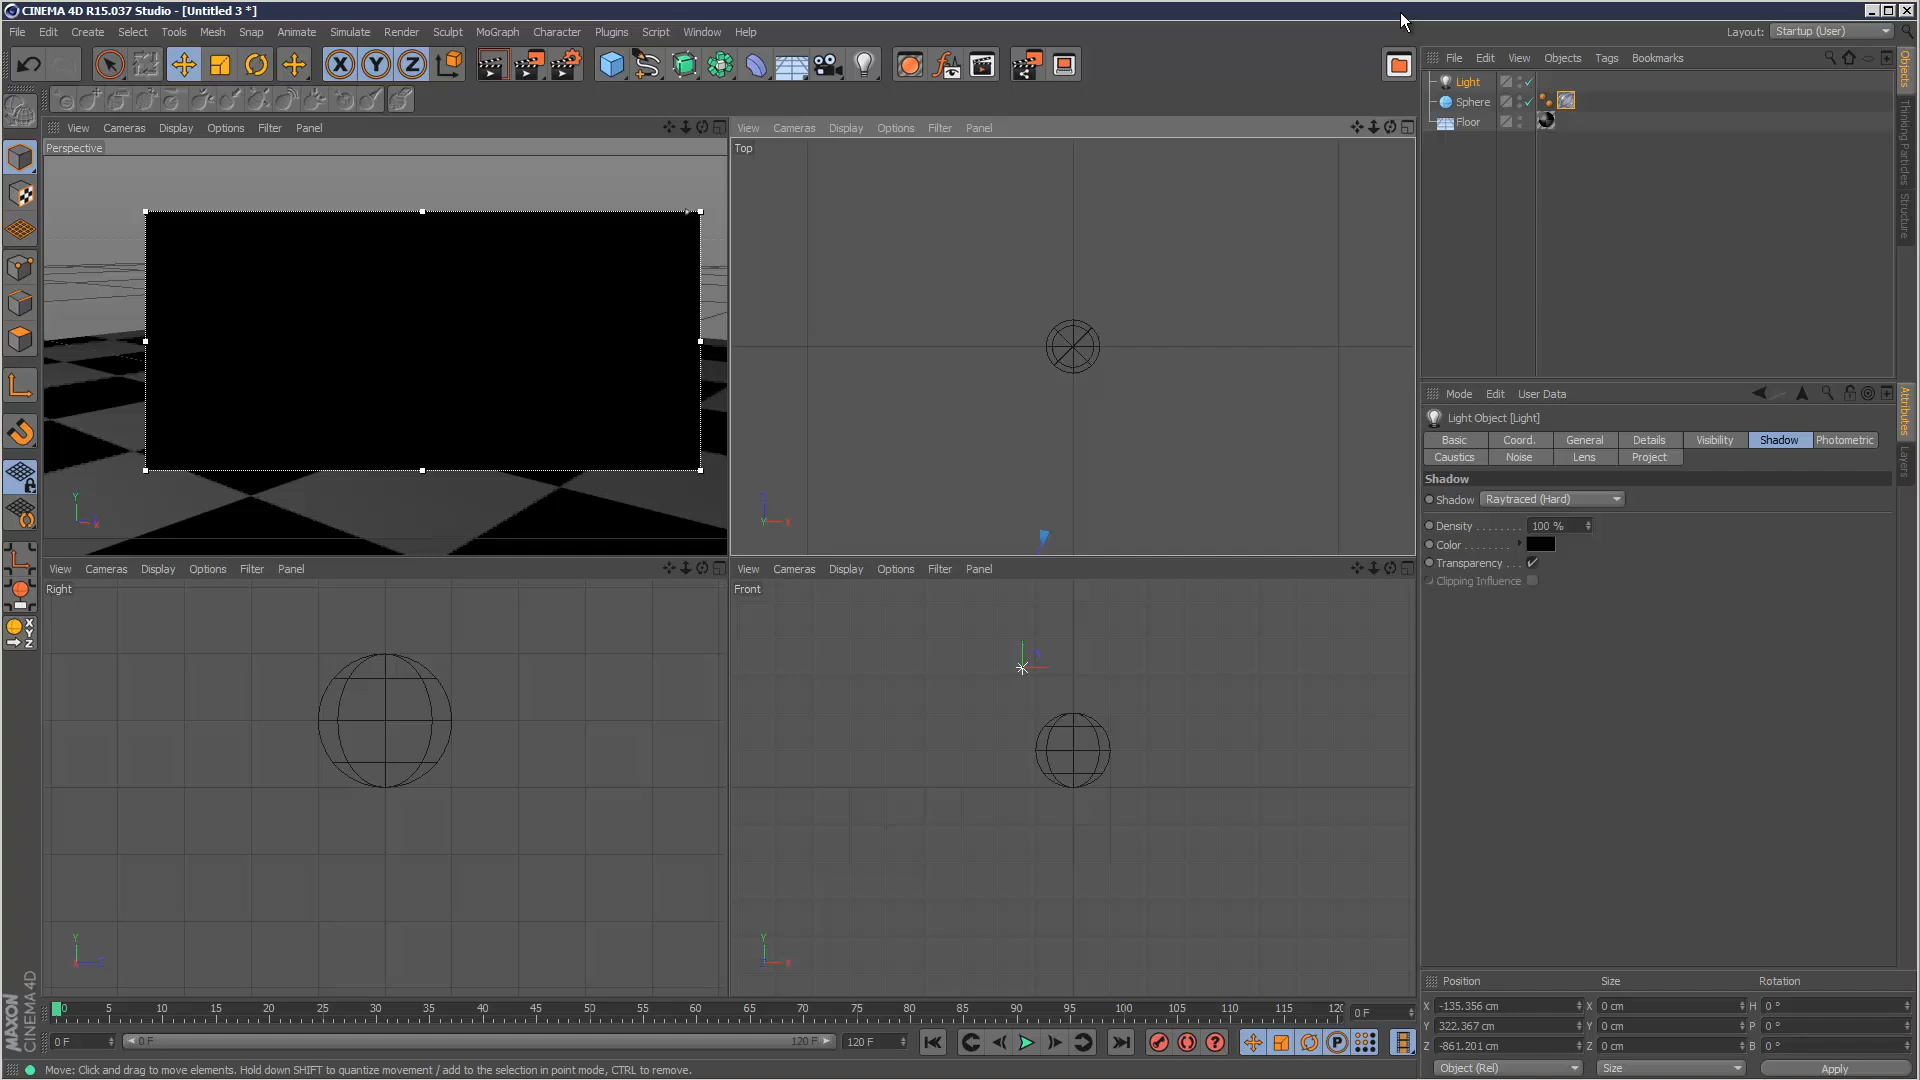 CINEMA 4D R15.037 Studio - [Untitled 3 *]
File Edit Create Select Tools Mesh Snap Animate Simulate Render Sculpt MoGraph Character Plugins Script Window Help
Layout: Startup (User)
File Edit View Objects Tags Bookmarks
Light
Sphere
Floor
Objects
Thinking Particles
Structure
View Cameras Display Options Filter Panel
Perspective
View Cameras Display Options Filter Panel
Top
Y
X
Y
X
Mode Edit User Data
Light Object [Light]
Basic Coord. General Details Visibility Shadow Photometric
Caustics Noise Lens Project
Attributes
Layers
Shadow
Shadow Raytraced (Hard)
Density . . . . . . . . 100 %
Color . . . . . . .
Transparency . . .
Clipping Influence
View Cameras Display Options Filter Panel
Right
View Cameras Display Options Filter Panel
Front
X
Y
Z
Y
Y
X
0 5 10 15 20 25 30 35 40 45 50 55 60 65 70 75 80 85 90 95 100 105 110 115 120
0 F
0 F 0 F 120 F 120 F
Position Size Rotation
X -135.356 cm X 0 cm H 0 °
Y 322.367 cm Y 0 cm P 0 °
Z -861.201 cm Z 0 cm B 0 °
Object (Rel) Size Apply
MAXON
CINEMA 4D
Move: Click and drag to move elements. Hold down SHIFT to quantize movement / add to the selection in point mode, CTRL to remove.